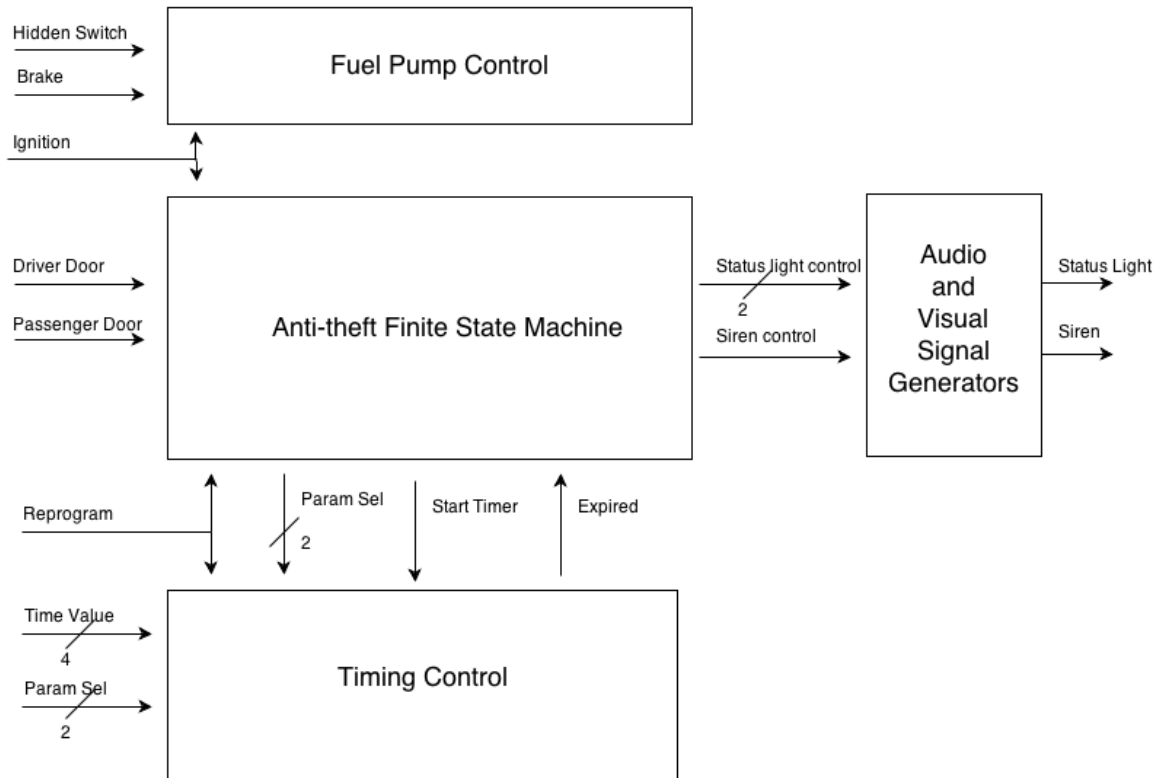 Hidden Switch
Brake
Ignition
Fuel Pump Control
Driver Door
Passenger Door
Anti-theft Finite State Machine
Status light control
2
Siren control
Audio
and
Visual
Signal
Generators
Status Light
Siren
Reprogram
Param Sel
2
Start Timer
Expired
Time Value
4
Param Sel
2
Timing Control